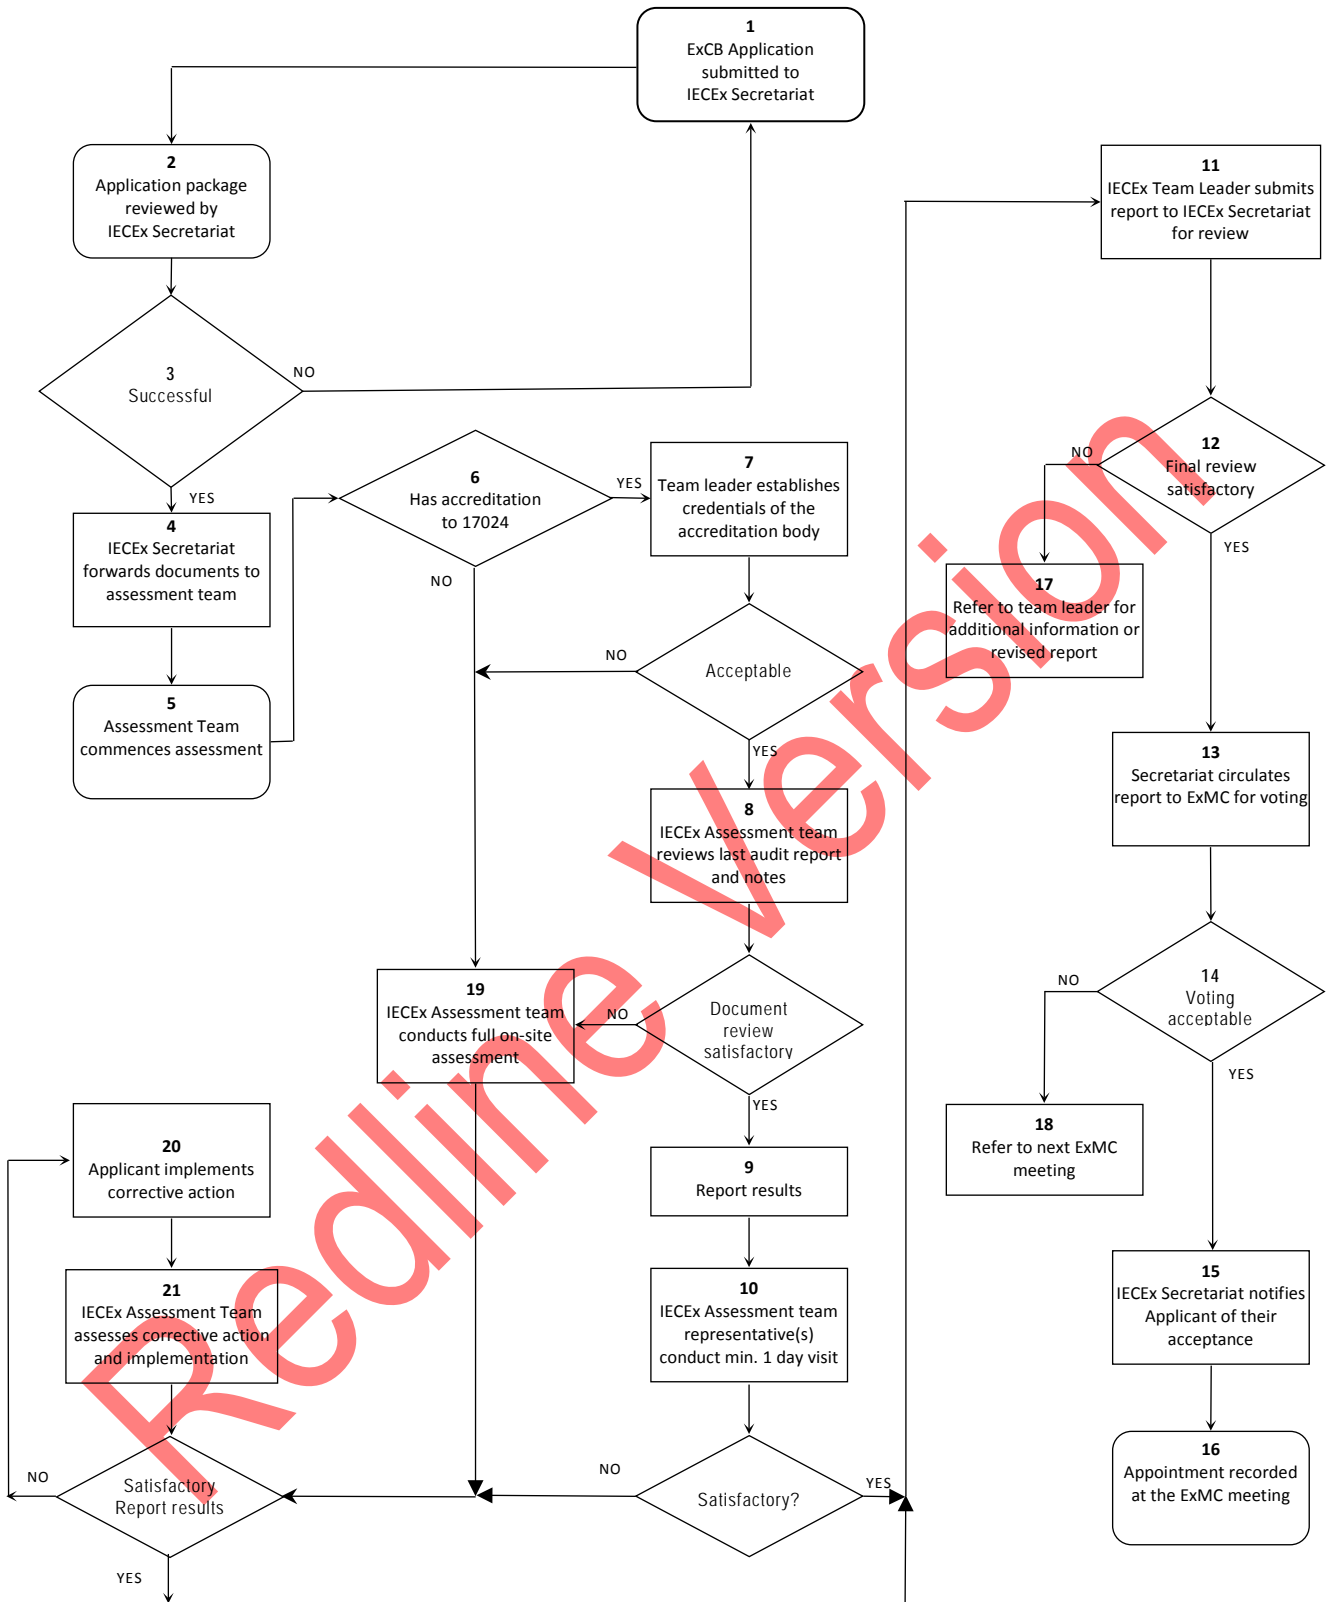 1
ExCB Application
submitted to
IECEx Secretariat
2
Application package
reviewed by
IECEx Secretariat
3
Successful
NO
YES
4
IECEx Secretariat
forwards documents to
assessment team
5
Assessment Team
commences assessment
6
Has accreditation
to 17024
YES
NO
7
Team leader establishes
credentials of the
accreditation body
Acceptable
NO
YES
8
IECEx Assessment team
reviews last audit report
and notes
Document
review
satisfactory
NO
YES
9
Report results
10
IECEx Assessment team
representative(s)
conduct min. 1 day visit
Satisfactory?
NO
YES
19
IECEx Assessment team
conducts full on-site
assessment
20
Applicant implements
corrective action
21
IECEx Assessment Team
assesses corrective action
and implementation
Satisfactory
Report results
NO
YES
11
IECEx Team Leader submits
report to IECEx Secretariat
for review
12
Final review
satisfactory
NO
YES
17
Refer to team leader for
additional information or
revised report
13
Secretariat circulates
report to ExMC for voting
14
Voting
acceptable
NO
YES
18
Refer to next ExMC
meeting
15
IECEx Secretariat notifies
Applicant of their
acceptance
16
Appointment recorded
at the ExMC meeting
Redline Version